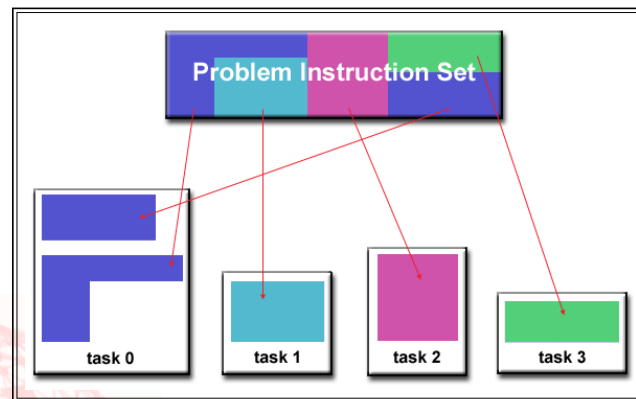 Problem Instruction Set
task 0
task 1
task 2
task 3